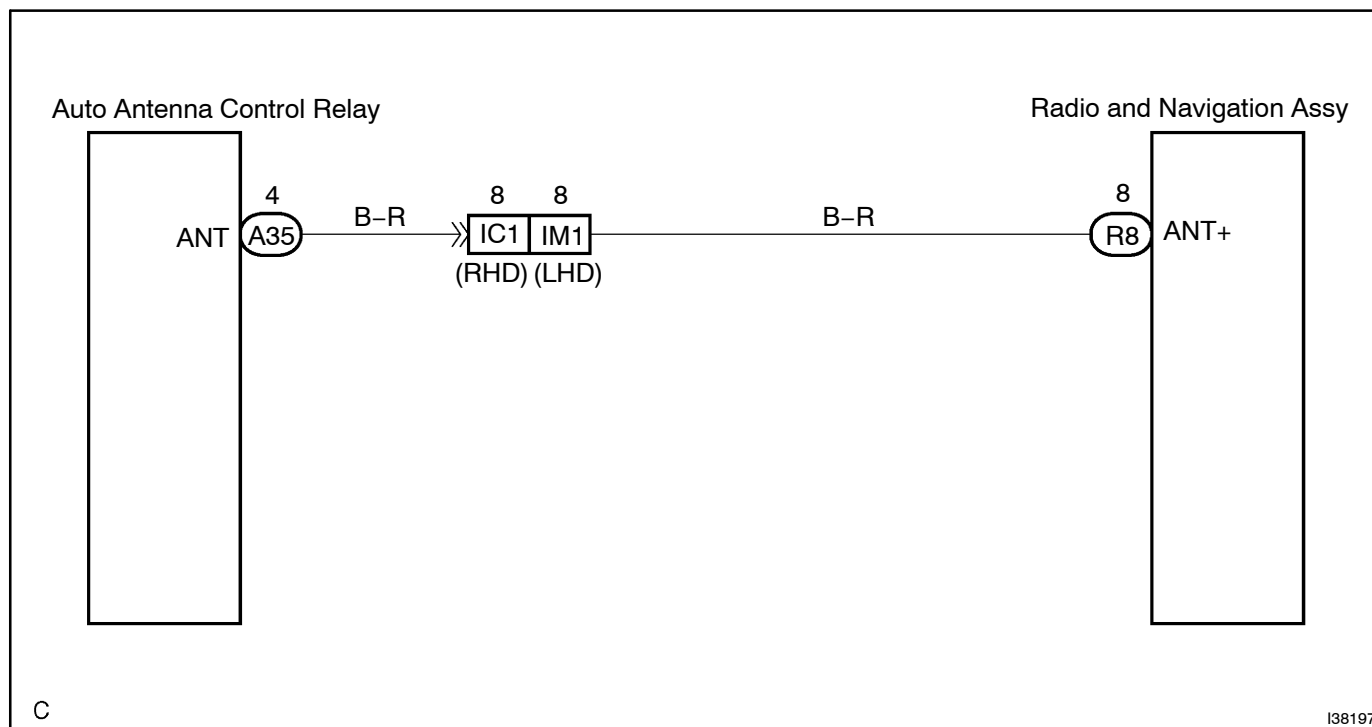 Auto Antenna Control Relay
Radio and Navigation Assy
4
8 8
8
B−R
B−R
ANT
A35
IC1 IM1
R8
ANT+
(RHD) (LHD)
C
I38197